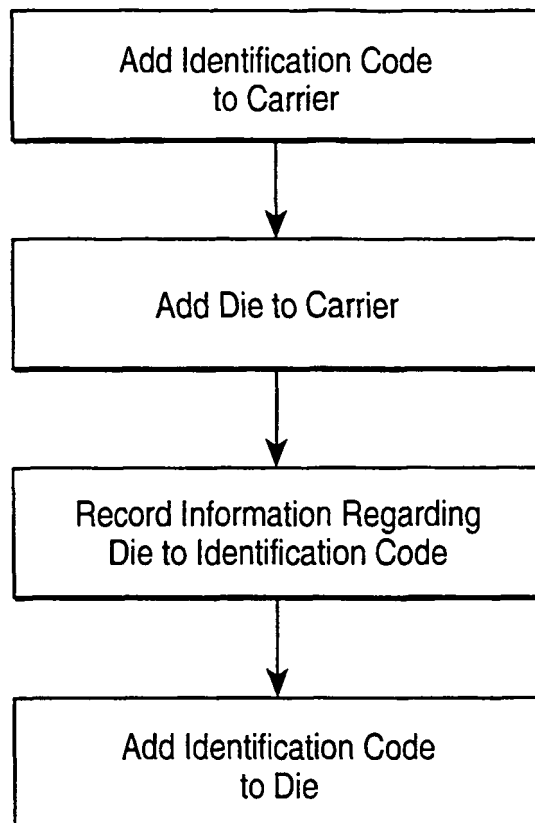 Add Identification Code
to Carrier
Add Die to Carrier
Record Information Regarding
Die to Identification Code
Add Identification Code
to Die